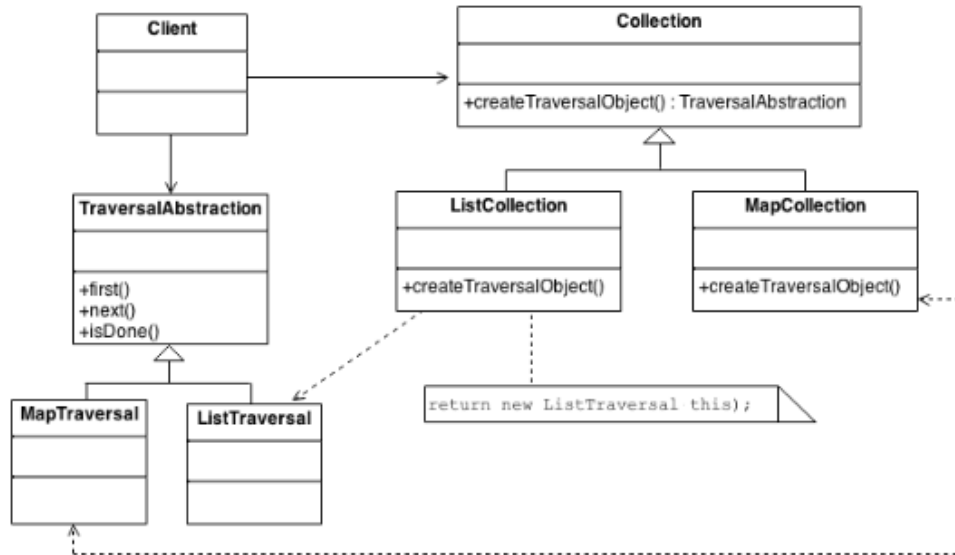 Client
Collection
+createTraversalObject() : TraversalAbstraction
TraversalAbstraction
+first()
+next()
+isDone()
ListCollection
+createTraversalObject()
MapCollection
+createTraversalObject()
MapTraversal
ListTraversal
return new ListTraversal this);